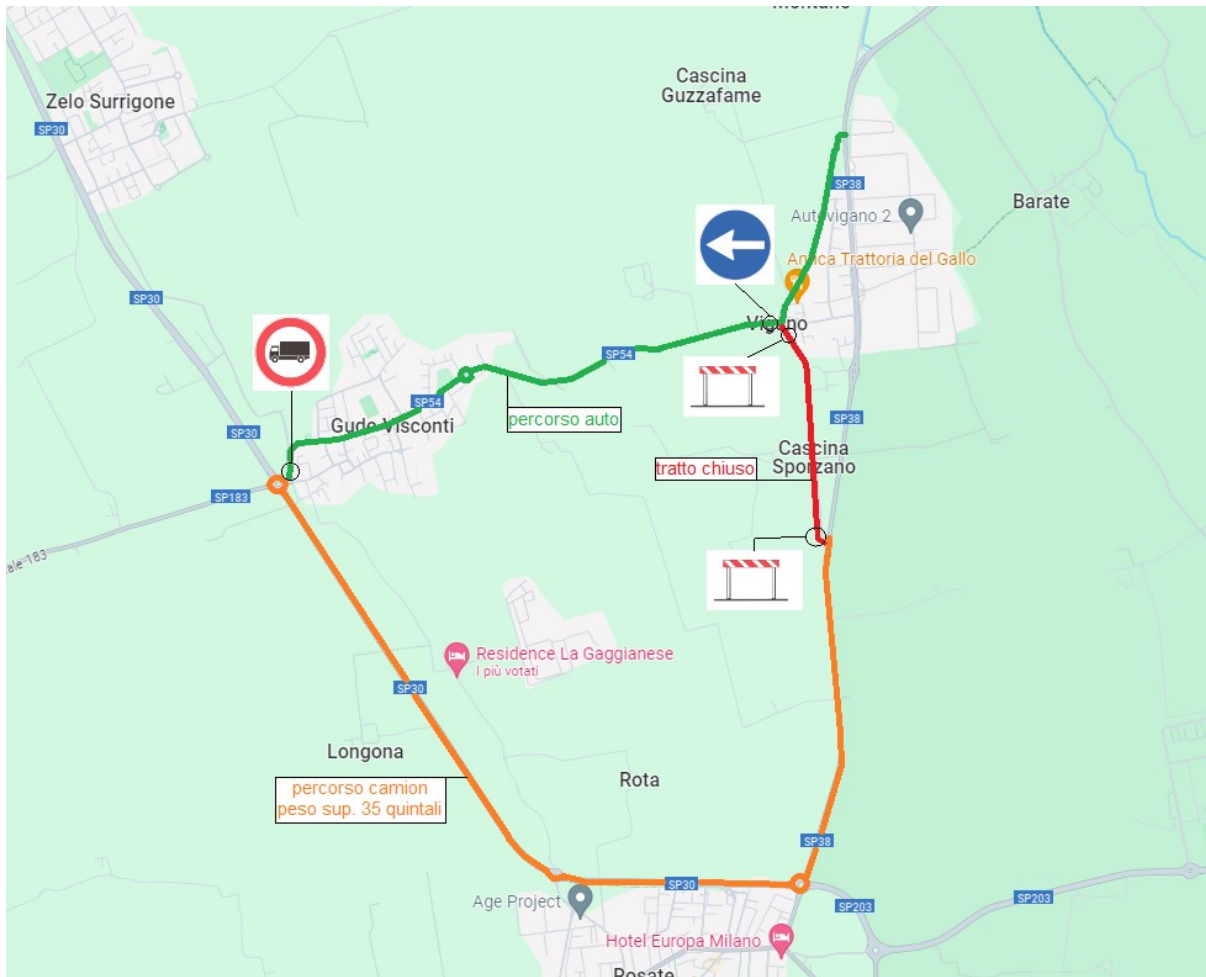 Zelo Surrigone
SP30
Cascina
Guzzafame
SP38
Barate
Autovigano 2
Antica Trattoria del Gallo
SP30
Vigano
SP54
SP54
percorso auto
Gudo Visconti
SP30
SP38
Cascina
Sporzano
tratto chiuso
SP183
ale 183
Residence La Gaggianese
I più votati
SP30
Longona
Rota
percorso camion
peso sup. 35 quintali
SP38
SP30
Age Project
SP203
SP203
Hotel Europa Milano
Rosate